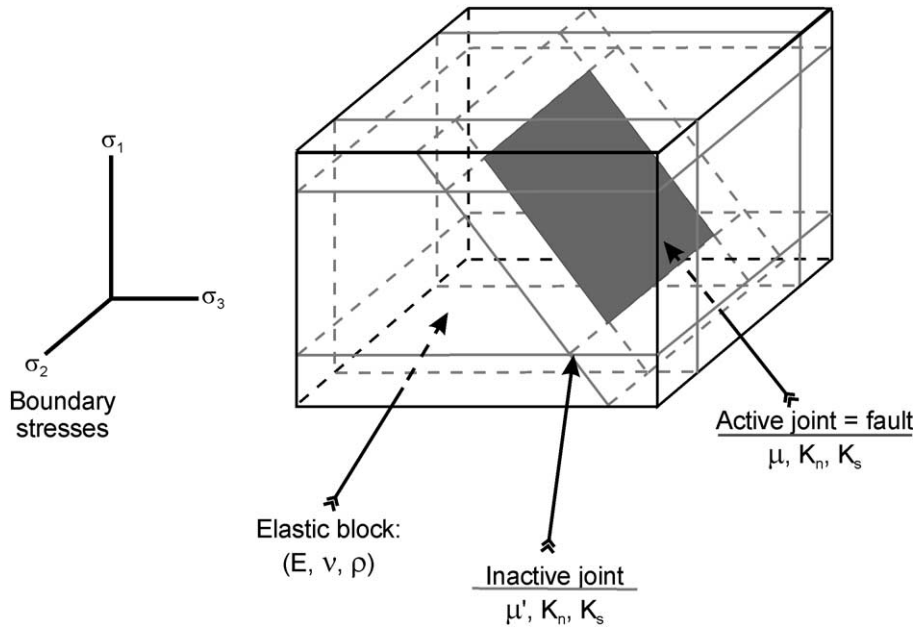 σ1
σ3
σ2
Boundary
stresses
Active joint = fault
μ, Kn, Ks
Elastic block:
(E, ν, ρ)
Inactive joint
μ', Kn, Ks